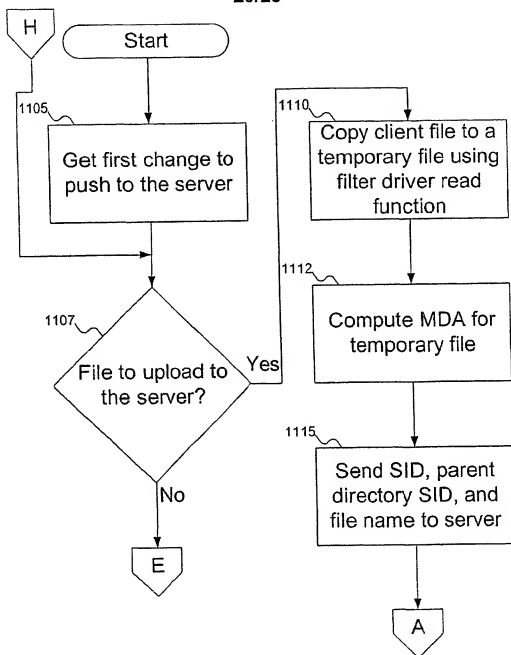 H
Start
1105
Get first change to
push to the server
1107
File to upload to
the server?
Yes
No
E
1110
Copy client file to a
temporary file using
filter driver read
function
1112
Compute MDA for
temporary file
1115
Send SID, parent
directory SID, and
file name to server
A